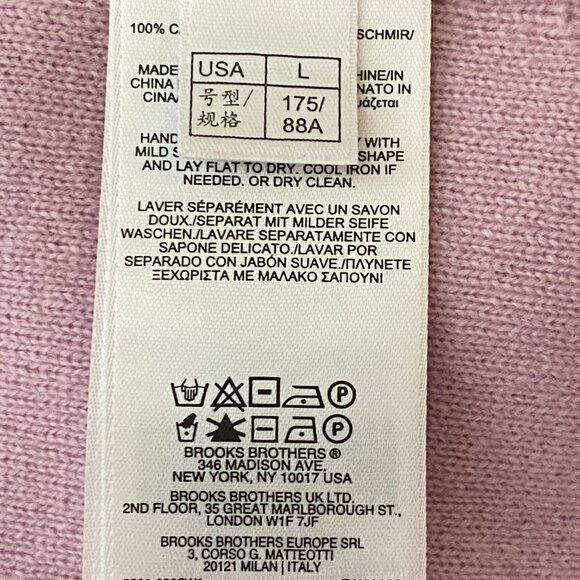 100% C SCHMIR/
USA L
号型/规格 175/88A
MADE HINE/IN
CHINA NATO IN
CINA/ μάζεται
HAND Y WITH
MILD S SHAPE
AND LAY FLAT TO DRY. COOL IRON IF
NEEDED. OR DRY CLEAN.
LAVER SÉPARÉMENT AVEC UN SAVON
DOUX./SEPARAT MIT MILDER SEIFE
WASCHEN./LAVARE SEPARATAMENTE CON
SAPONE DELICATO./LAVAR POR
SEPARADO CON JABÓN SUAVE./ΠΛΥΝΕΤΕ
ΞΕΧΩΡΙΣΤΑ ΜΕ ΜΑΛΑΚΟ ΣΑΠΟΥΝΙ
P
P
BROOKS BROTHERS ®
346 MADISON AVE.
NEW YORK, NY 10017 USA
BROOKS BROTHERS UK LTD.
2ND FLOOR, 35 GREAT MARLBOROUGH ST.,
LONDON W1F 7JF
BROOKS BROTHERS EUROPE SRL
3, CORSO G. MATTEOTTI
20121 MILAN | ITALY